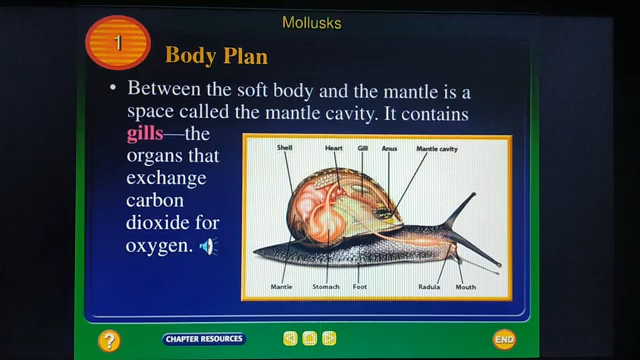 Mollusks
1
Body Plan
• Between the soft body and the mantle is a
space called the mantle cavity. It contains
gills—the
organs that
exchange
carbon
dioxide for
oxygen.
Shell Heart Gill Anus Mantle cavity
Mantle Stomach Foot Radula Mouth
?
CHAPTER RESOURCES
END